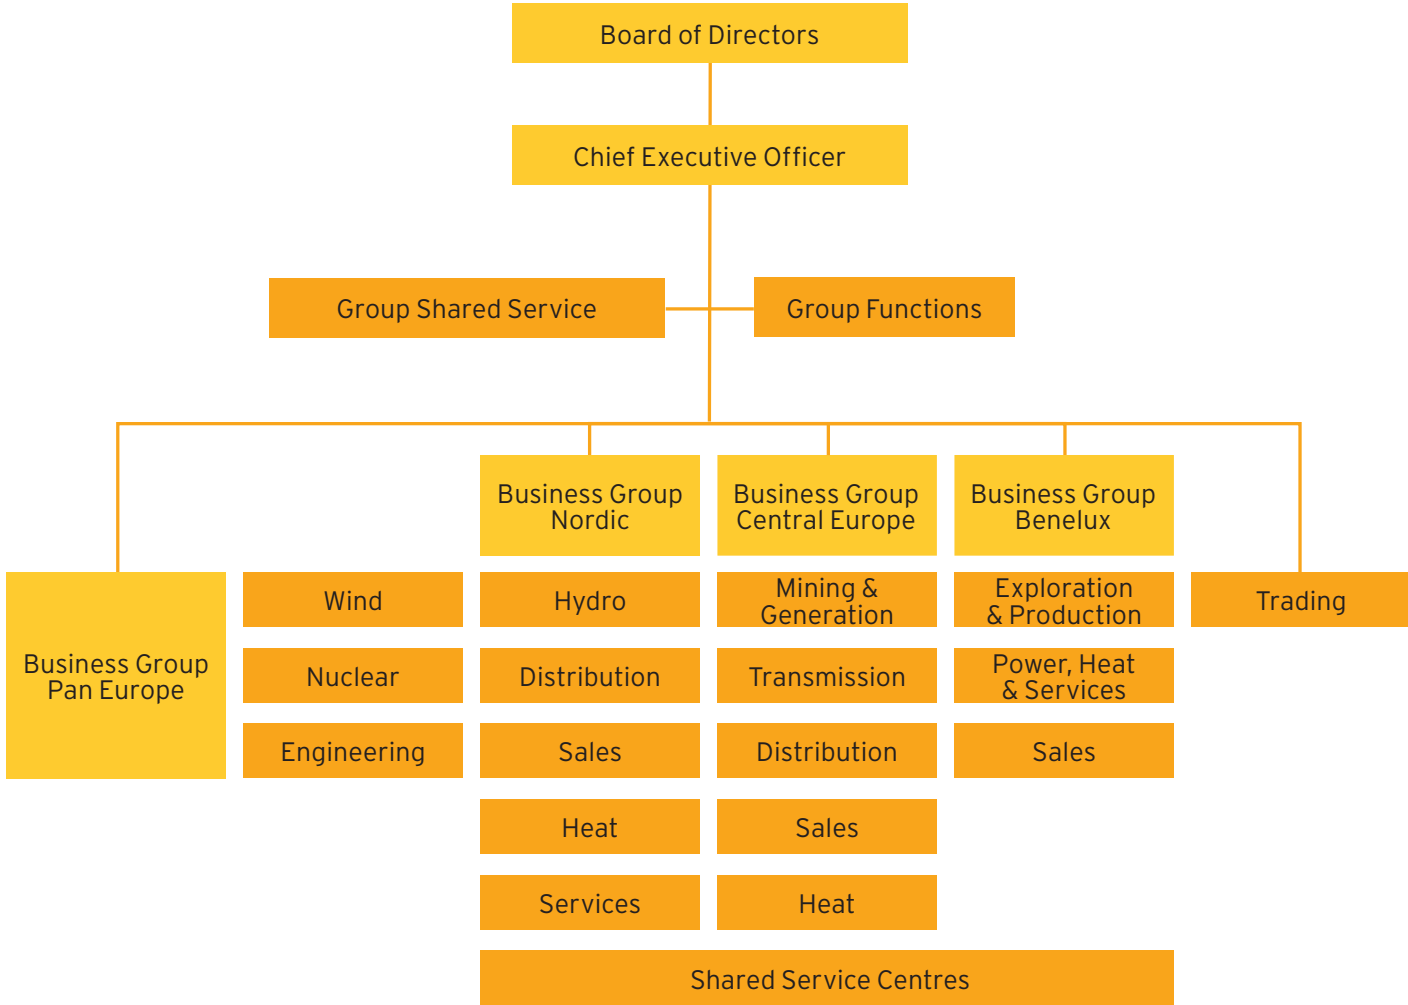 Board of Directors
Chief Executive Officer
Group Shared Service
Group Functions
Business Group
Nordic
Business Group
Central Europe
Business Group
Benelux
Business Group
Pan Europe
Wind
Nuclear
Engineering
Hydro
Distribution
Sales
Heat
Services
Mining &
Generation
Transmission
Distribution
Sales
Heat
Exploration
& Production
Power, Heat
& Services
Sales
Trading
Shared Service Centres